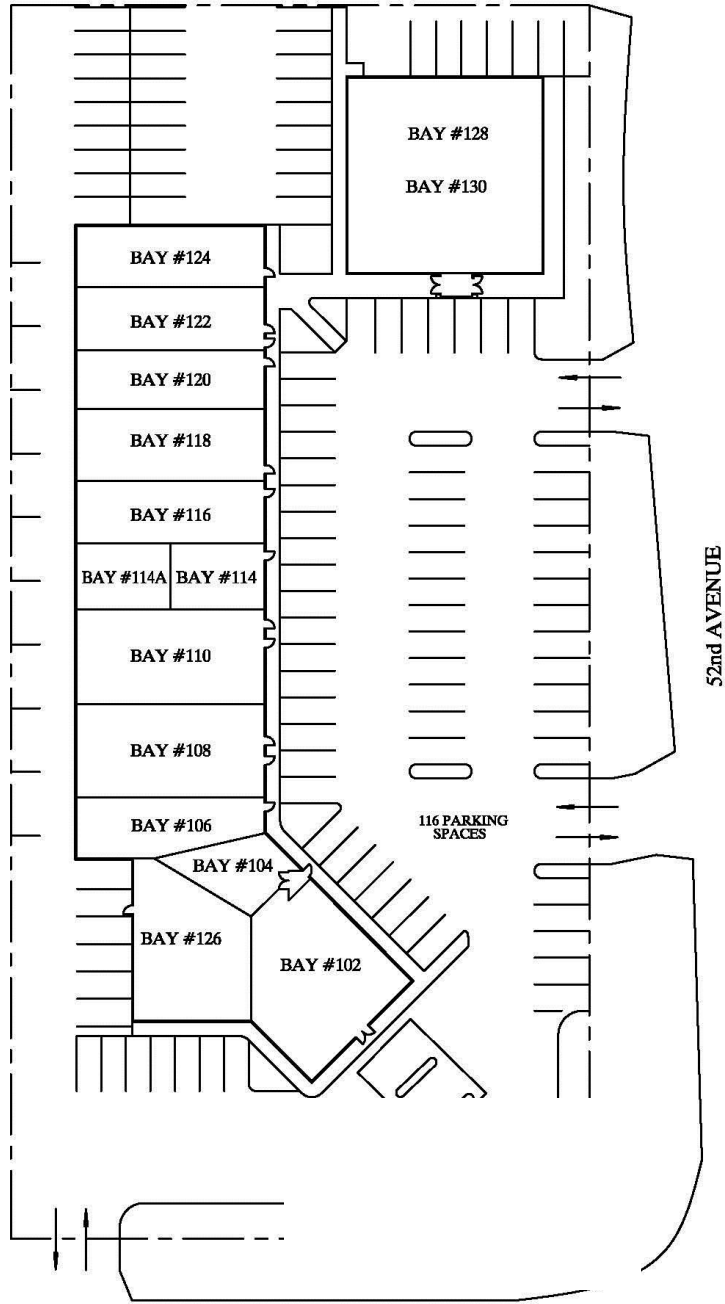 BAY #128
BAY #130
BAY #124
BAY #122
BAY #120
BAY #118
BAY #116
BAY #114A
BAY #114
BAY #110
BAY #108
BAY #106
BAY #104
BAY #126
BAY #102
116 PARKING
SPACES
52nd AVENUE